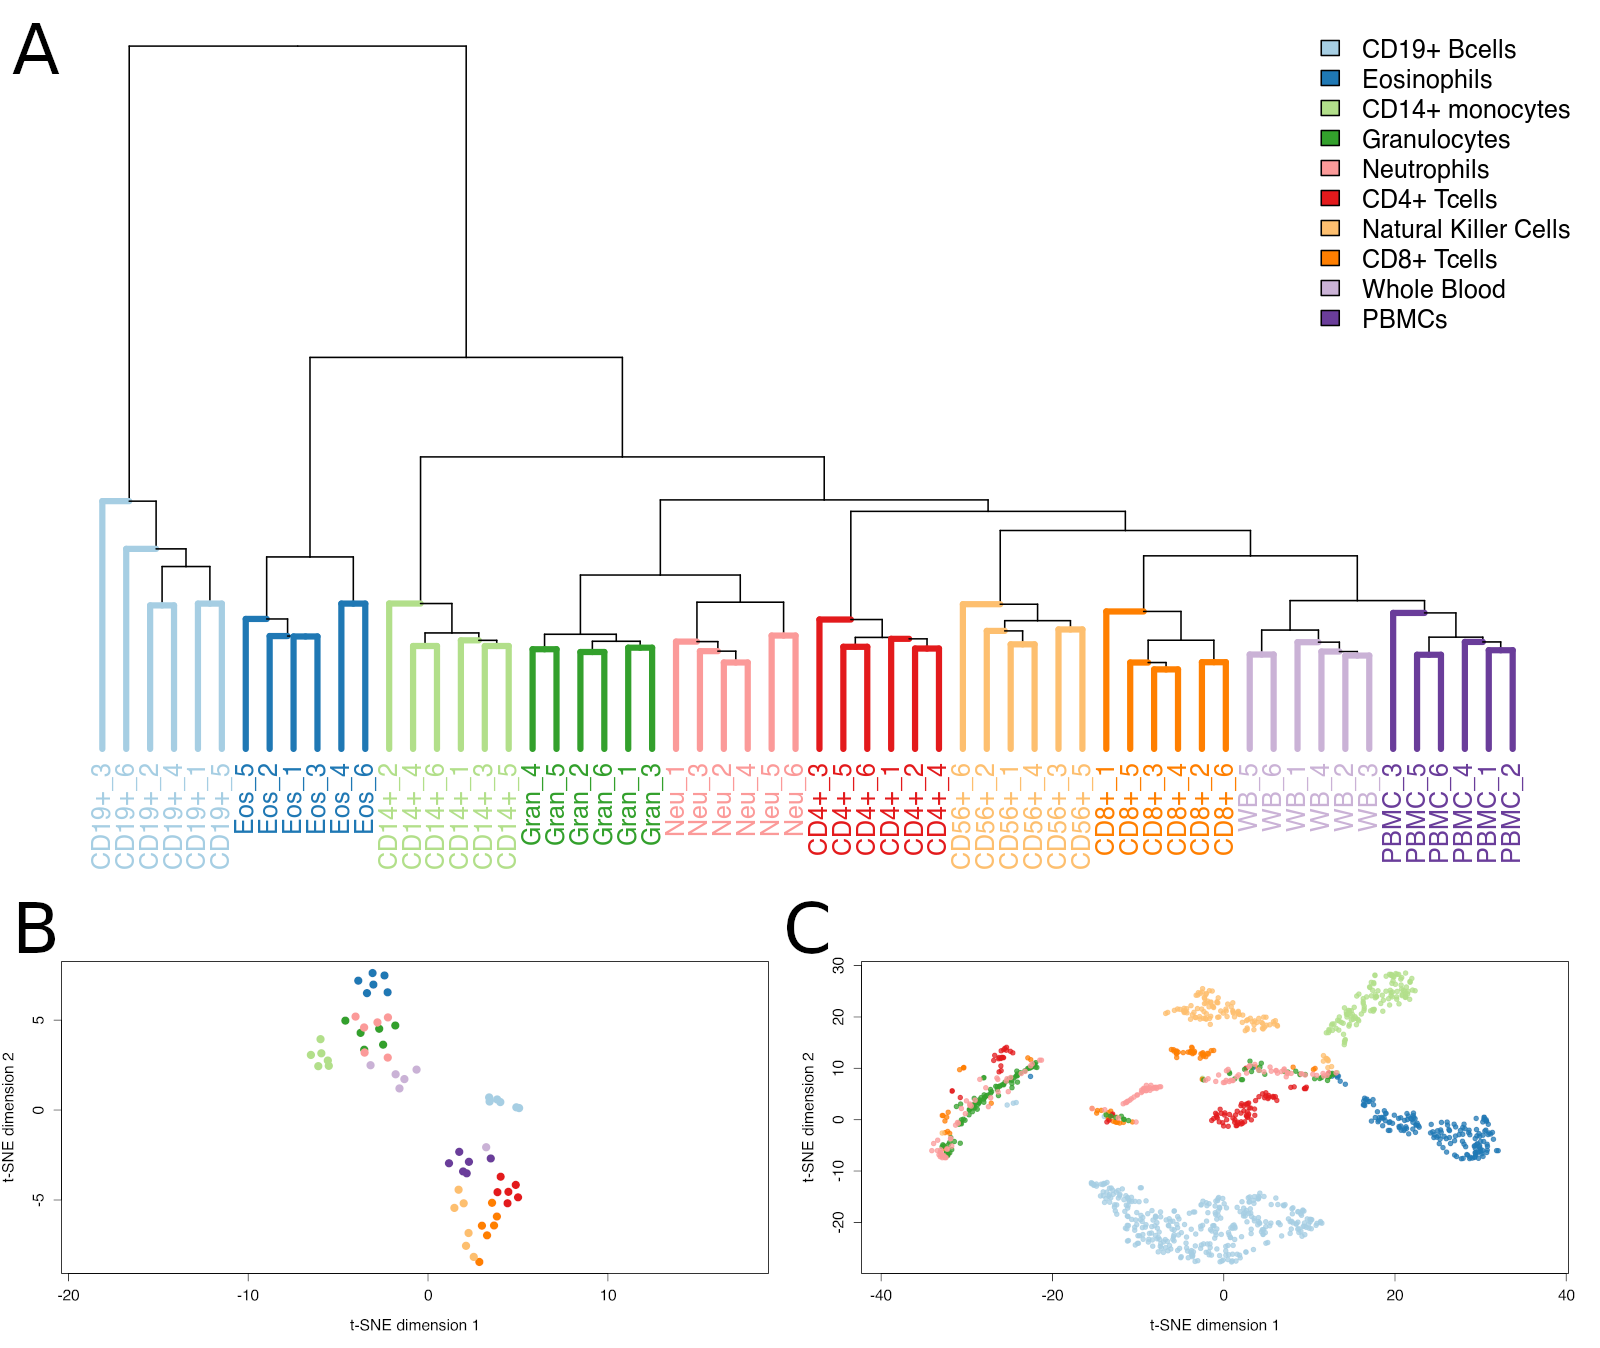 A
CD19+ Bcells
Eosinophils
CD14+ monocytes
Granulocytes
Neutrophils
CD4+ Tcells
Natural Killer Cells
CD8+ Tcells
Whole Blood
PBMCs
CD19+_3
CD19+_6
CD19+_2
CD19+_4
CD19+_1
CD19+_5
Eos_5
Eos_2
Eos_1
Eos_3
Eos_4
Eos_6
CD14+_2
CD14+_4
CD14+_6
CD14+_1
CD14+_3
CD14+_5
Gran_4
Gran_5
Gran_2
Gran_6
Gran_1
Gran_3
Neu_1
Neu_3
Neu_2
Neu_4
Neu_5
Neu_6
CD4+_3
CD4+_5
CD4+_6
CD4+_1
CD4+_2
CD4+_4
CD56+_6
CD56+_2
CD56+_1
CD56+_4
CD56+_3
CD56+_5
CD8+_1
CD8+_5
CD8+_3
CD8+_4
CD8+_2
CD8+_6
WB_5
WB_6
WB_1
WB_4
WB_2
WB_3
PBMC_3
PBMC_5
PBMC_6
PBMC_4
PBMC_1
PBMC_2
B
t-SNE dimension 2
5
0
-5
-20
-10
0
10
t-SNE dimension 1
C
t-SNE dimension 2
30
20
10
0
-10
-20
-40
-20
0
20
40
t-SNE dimension 1